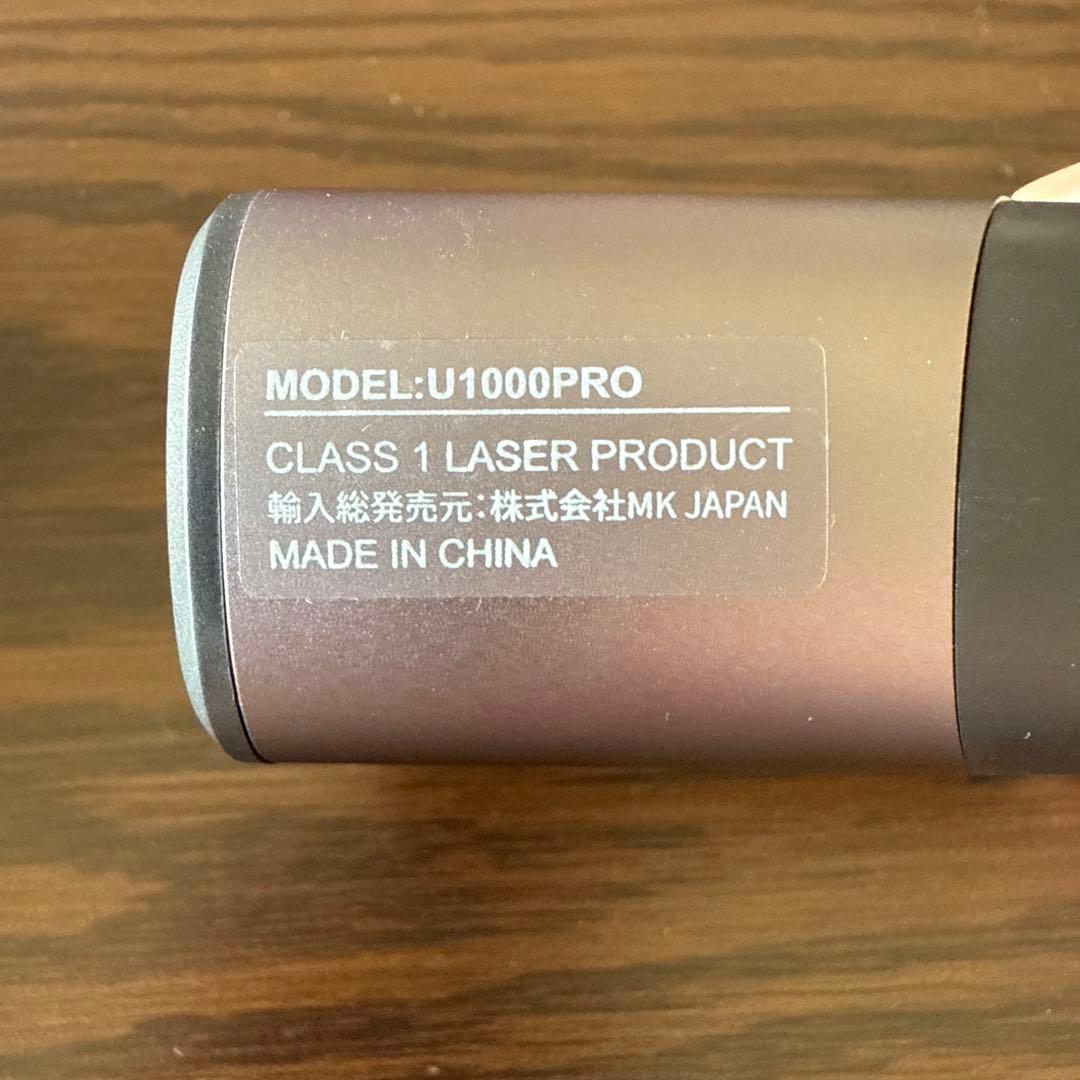 MODEL:U1000PRO
CLASS 1 LASER PRODUCT
輸入総発売元:株式会社MK JAPAN
MADE IN CHINA